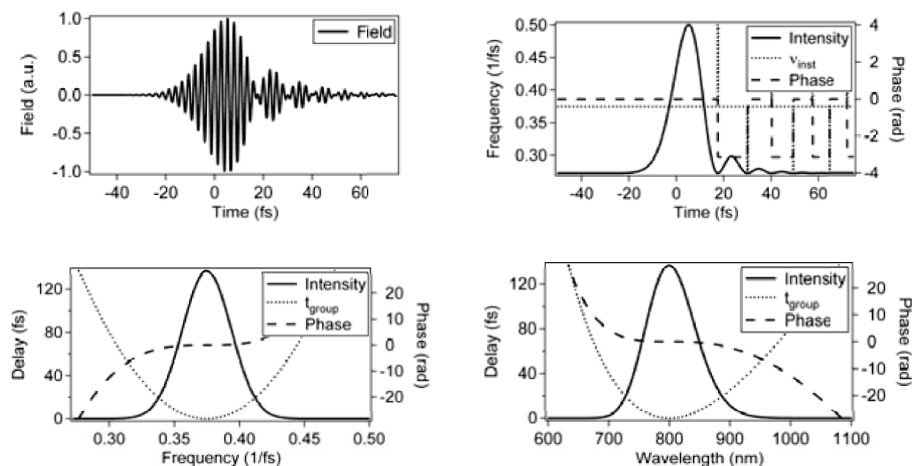 1.0
0.5
0.0
-0.5
-1.0
Field (a.u.)
Field
-40 -20 0 20 40 60
Time (fs)
0.50
0.45
0.40
0.35
0.30
Frequency (1/fs)
Intensity
νinst
Phase
4
2
0
-2
-4
Phase (rad)
-40 -20 0 20 40 60
Time (fs)
120
80
40
0
Delay (fs)
Intensity
tgroup
Phase
20
10
0
-10
-20
Phase (rad)
0.30 0.35 0.40 0.45 0.50
Frequency (1/fs)
120
80
40
0
Delay (fs)
Intensity
tgroup
Phase
20
10
0
-10
-20
Phase (rad)
600 700 800 900 1000 1100
Wavelength (nm)